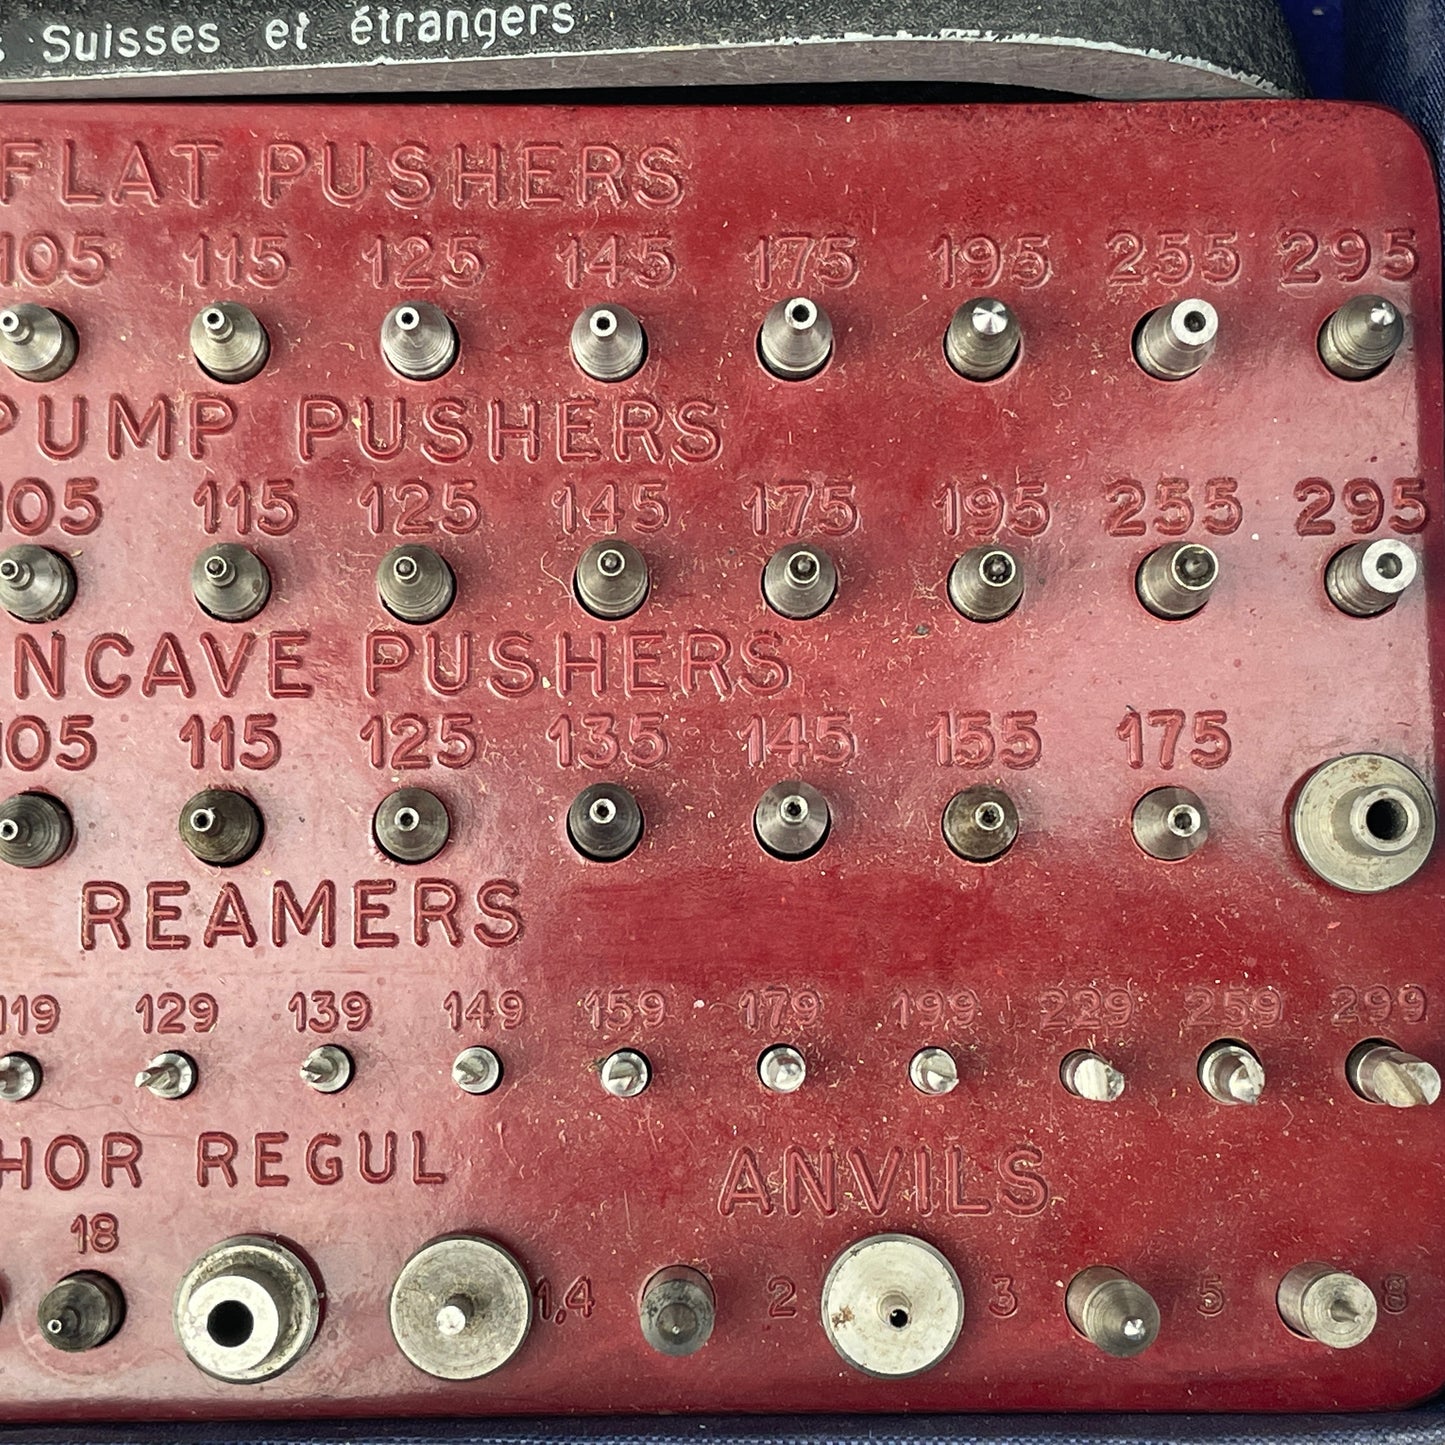 Suisses et étrangers
FLAT PUSHERS
105 115 125 145 175 195 255 295
PUMP PUSHERS
105 115 125 145 175 195 255 295
NCAVE PUSHERS
105 115 125 135 145 155 175
REAMERS
119 129 139 149 159 179 199 229 259 299
HOR REGUL
ANVILS
18
1,4 2 3 5 8